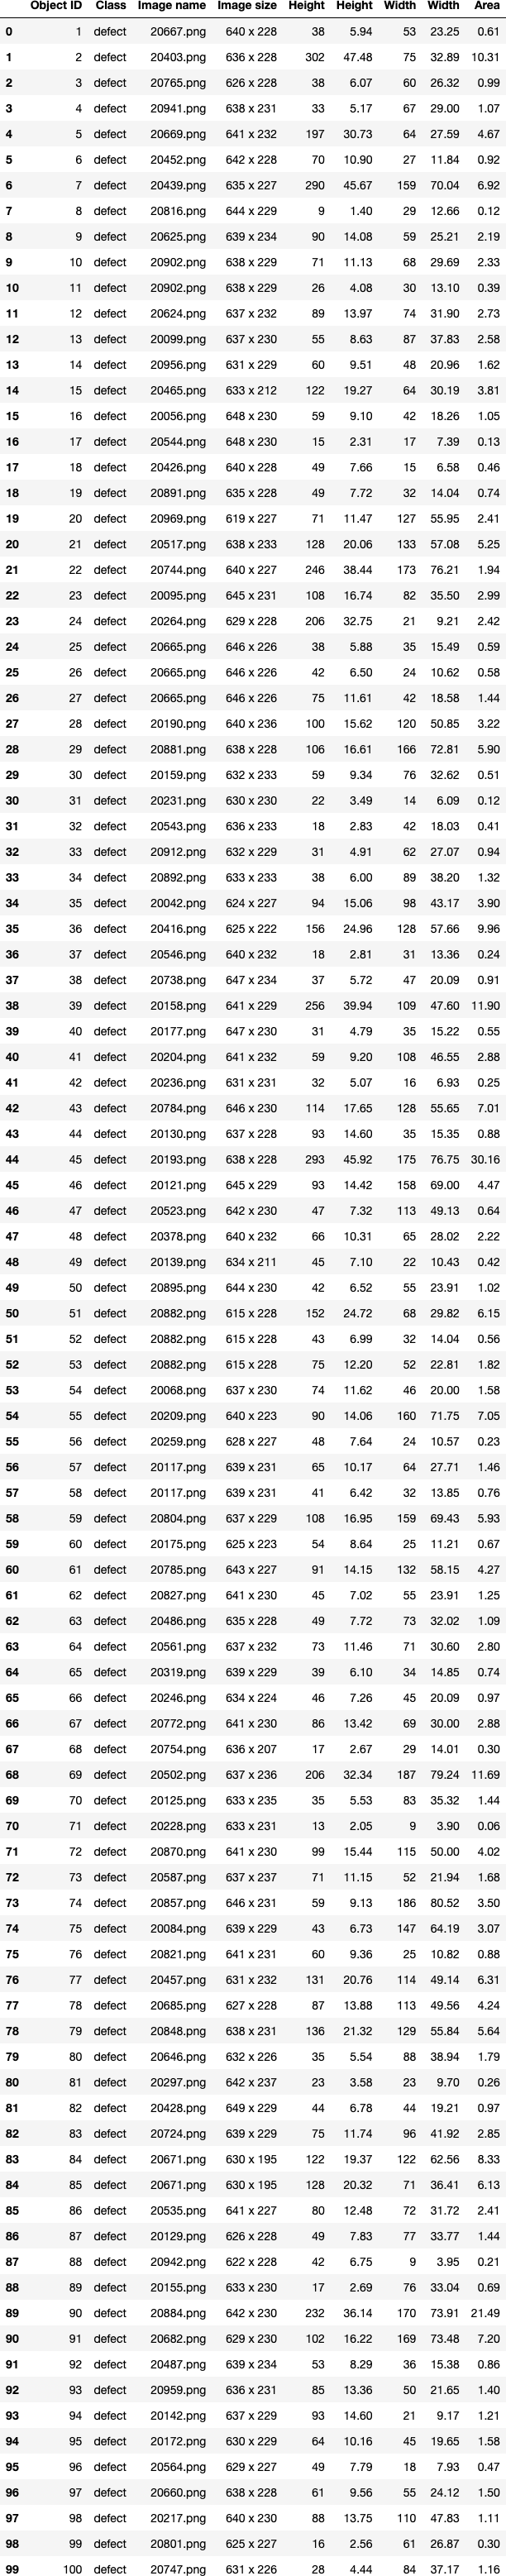 Object ID Class Image name Image size Height Height Width Width Area
0 1 defect 20667.png 640 x 228 38 5.94 53 23.25 0.61
1 2 defect 20403.png 636 x 228 302 47.48 75 32.89 10.31
2 3 defect 20765.png 626 x 228 38 6.07 60 26.32 0.99
3 4 defect 20941.png 638 x 231 33 5.17 67 29.00 1.07
4 5 defect 20669.png 641 x 232 197 30.73 64 27.59 4.67
5 6 defect 20452.png 642 x 228 70 10.90 27 11.84 0.92
6 7 defect 20439.png 635 x 227 290 45.67 159 70.04 6.92
7 8 defect 20816.png 644 x 229 9 1.40 29 12.66 0.12
8 9 defect 20625.png 639 x 234 90 14.08 59 25.21 2.19
9 10 defect 20902.png 638 x 229 71 11.13 68 29.69 2.33
10 11 defect 20902.png 638 x 229 26 4.08 30 13.10 0.39
11 12 defect 20624.png 637 x 232 89 13.97 74 31.90 2.73
12 13 defect 20099.png 637 x 230 55 8.63 87 37.83 2.58
13 14 defect 20956.png 631 x 229 60 9.51 48 20.96 1.62
14 15 defect 20465.png 633 x 212 122 19.27 64 30.19 3.81
15 16 defect 20056.png 648 x 230 59 9.10 42 18.26 1.05
16 17 defect 20544.png 648 x 230 15 2.31 17 7.39 0.13
17 18 defect 20426.png 640 x 228 49 7.66 15 6.58 0.46
18 19 defect 20891.png 635 x 228 49 7.72 32 14.04 0.74
19 20 defect 20969.png 619 x 227 71 11.47 127 55.95 2.41
20 21 defect 20517.png 638 x 233 128 20.06 133 57.08 5.25
21 22 defect 20744.png 640 x 227 246 38.44 173 76.21 1.94
22 23 defect 20095.png 645 x 231 108 16.74 82 35.50 2.99
23 24 defect 20264.png 629 x 228 206 32.75 21 9.21 2.42
24 25 defect 20665.png 646 x 226 38 5.88 35 15.49 0.59
25 26 defect 20665.png 646 x 226 42 6.50 24 10.62 0.58
26 27 defect 20665.png 646 x 226 75 11.61 42 18.58 1.44
27 28 defect 20190.png 640 x 236 100 15.62 120 50.85 3.22
28 29 defect 20881.png 638 x 228 106 16.61 166 72.81 5.90
29 30 defect 20159.png 632 x 233 59 9.34 76 32.62 0.51
30 31 defect 20231.png 630 x 230 22 3.49 14 6.09 0.12
31 32 defect 20543.png 636 x 233 18 2.83 42 18.03 0.41
32 33 defect 20912.png 632 x 229 31 4.91 62 27.07 0.94
33 34 defect 20892.png 633 x 233 38 6.00 89 38.20 1.32
34 35 defect 20042.png 624 x 227 94 15.06 98 43.17 3.90
35 36 defect 20416.png 625 x 222 156 24.96 128 57.66 9.96
36 37 defect 20546.png 640 x 232 18 2.81 31 13.36 0.24
37 38 defect 20738.png 647 x 234 37 5.72 47 20.09 0.91
38 39 defect 20158.png 641 x 229 256 39.94 109 47.60 11.90
39 40 defect 20177.png 647 x 230 31 4.79 35 15.22 0.55
40 41 defect 20204.png 641 x 232 59 9.20 108 46.55 2.88
41 42 defect 20236.png 631 x 231 32 5.07 16 6.93 0.25
42 43 defect 20784.png 646 x 230 114 17.65 128 55.65 7.01
43 44 defect 20130.png 637 x 228 93 14.60 35 15.35 0.88
44 45 defect 20193.png 638 x 228 293 45.92 175 76.75 30.16
45 46 defect 20121.png 645 x 229 93 14.42 158 69.00 4.47
46 47 defect 20523.png 642 x 230 47 7.32 113 49.13 0.64
47 48 defect 20378.png 640 x 232 66 10.31 65 28.02 2.22
48 49 defect 20139.png 634 x 211 45 7.10 22 10.43 0.42
49 50 defect 20895.png 644 x 230 42 6.52 55 23.91 1.02
50 51 defect 20882.png 615 x 228 152 24.72 68 29.82 6.15
51 52 defect 20882.png 615 x 228 43 6.99 32 14.04 0.56
52 53 defect 20882.png 615 x 228 75 12.20 52 22.81 1.82
53 54 defect 20068.png 637 x 230 74 11.62 46 20.00 1.58
54 55 defect 20209.png 640 x 223 90 14.06 160 71.75 7.05
55 56 defect 20259.png 628 x 227 48 7.64 24 10.57 0.23
56 57 defect 20117.png 639 x 231 65 10.17 64 27.71 1.46
57 58 defect 20117.png 639 x 231 41 6.42 32 13.85 0.76
58 59 defect 20804.png 637 x 229 108 16.95 159 69.43 5.93
59 60 defect 20175.png 625 x 223 54 8.64 25 11.21 0.67
60 61 defect 20785.png 643 x 227 91 14.15 132 58.15 4.27
61 62 defect 20827.png 641 x 230 45 7.02 55 23.91 1.25
62 63 defect 20486.png 635 x 228 49 7.72 73 32.02 1.09
63 64 defect 20561.png 637 x 232 73 11.46 71 30.60 2.80
64 65 defect 20319.png 639 x 229 39 6.10 34 14.85 0.74
65 66 defect 20246.png 634 x 224 46 7.26 45 20.09 0.97
66 67 defect 20772.png 641 x 230 86 13.42 69 30.00 2.88
67 68 defect 20754.png 636 x 207 17 2.67 29 14.01 0.30
68 69 defect 20502.png 637 x 236 206 32.34 187 79.24 11.69
69 70 defect 20125.png 633 x 235 35 5.53 83 35.32 1.44
70 71 defect 20228.png 633 x 231 13 2.05 9 3.90 0.06
71 72 defect 20870.png 641 x 230 99 15.44 115 50.00 4.02
72 73 defect 20587.png 637 x 237 71 11.15 52 21.94 1.68
73 74 defect 20857.png 646 x 231 59 9.13 186 80.52 3.50
74 75 defect 20084.png 639 x 229 43 6.73 147 64.19 3.07
75 76 defect 20821.png 641 x 231 60 9.36 25 10.82 0.88
76 77 defect 20457.png 631 x 232 131 20.76 114 49.14 6.31
77 78 defect 20685.png 627 x 228 87 13.88 113 49.56 4.24
78 79 defect 20848.png 638 x 231 136 21.32 129 55.84 5.64
79 80 defect 20646.png 632 x 226 35 5.54 88 38.94 1.79
80 81 defect 20297.png 642 x 237 23 3.58 23 9.70 0.26
81 82 defect 20428.png 649 x 229 44 6.78 44 19.21 0.97
82 83 defect 20724.png 639 x 229 75 11.74 96 41.92 2.85
83 84 defect 20671.png 630 x 195 122 19.37 122 62.56 8.33
84 85 defect 20671.png 630 x 195 128 20.32 71 36.41 6.13
85 86 defect 20535.png 641 x 227 80 12.48 72 31.72 2.41
86 87 defect 20129.png 626 x 228 49 7.83 77 33.77 1.44
87 88 defect 20942.png 622 x 228 42 6.75 9 3.95 0.21
88 89 defect 20155.png 633 x 230 17 2.69 76 33.04 0.69
89 90 defect 20884.png 642 x 230 232 36.14 170 73.91 21.49
90 91 defect 20682.png 629 x 230 102 16.22 169 73.48 7.20
91 92 defect 20487.png 639 x 234 53 8.29 36 15.38 0.86
92 93 defect 20959.png 636 x 231 85 13.36 50 21.65 1.40
93 94 defect 20142.png 637 x 229 93 14.60 21 9.17 1.21
94 95 defect 20172.png 630 x 229 64 10.16 45 19.65 1.58
95 96 defect 20564.png 629 x 227 49 7.79 18 7.93 0.47
96 97 defect 20660.png 638 x 228 61 9.56 55 24.12 1.50
97 98 defect 20217.png 640 x 230 88 13.75 110 47.83 1.11
98 99 defect 20801.png 625 x 227 16 2.56 61 26.87 0.30
99 100 defect 20747.png 631 x 226 28 4.44 84 37.17 1.16